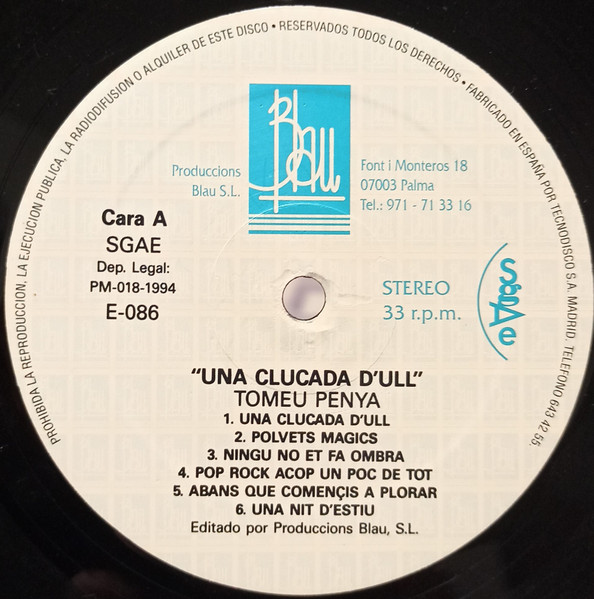 PROHIBIDA LA REPRODUCCION, LA EJECUCION PUBLICA, LA RADIODIFUSION O ALQUILER DE ESTE DISCO • RESERVADOS TODOS LOS DERECHOS • FABRICADO EN ESPAÑA POR TECNODISCO S.A. MADRID. TELEFONO 643 42 55.
Blau
Produccions
Blau S.L.
Font i Monteros 18
07003 Palma
Tel.: 971 - 71 33 16
Cara A
SGAE
Dep. Legal:
PM-018-1994
E-086
STEREO
33 r.p.m.
SgAe
"UNA CLUCADA D'ULL"
TOMEU PENYA
1. UNA CLUCADA D'ULL
2. POLVETS MAGICS
3. NINGU NO ET FA OMBRA
4. POP ROCK ACOP UN POC DE TOT
5. ABANS QUE COMENÇIS A PLORAR
6. UNA NIT D'ESTIU
Editado por Produccions Blau, S.L.